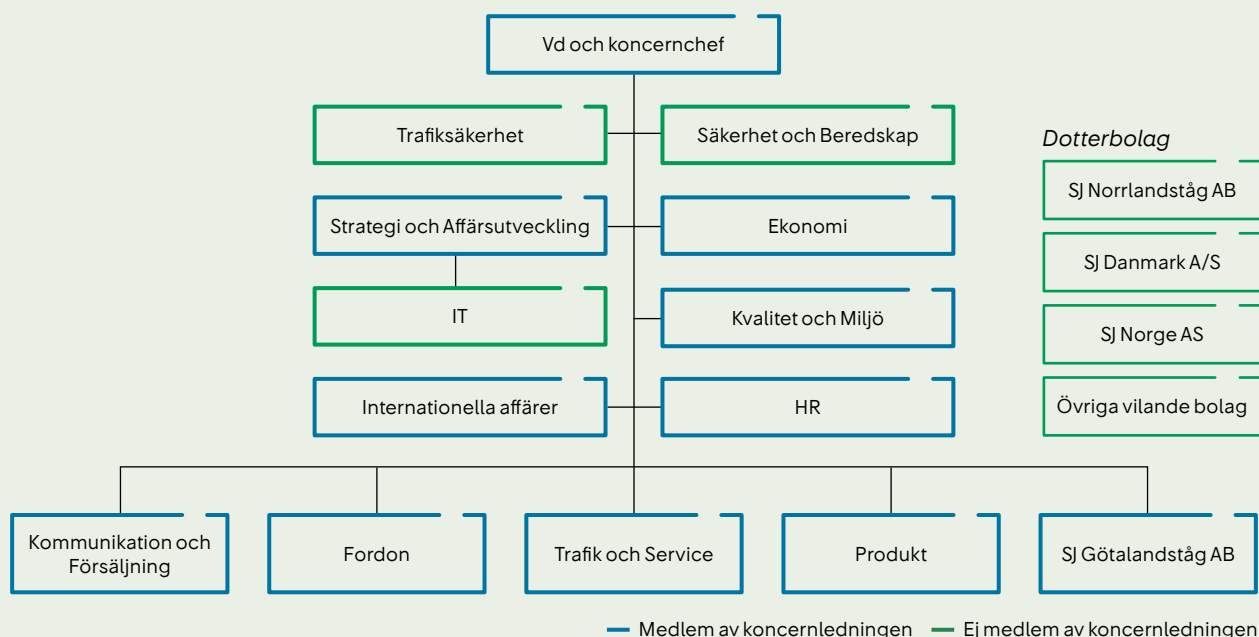 Vd och koncernchef
Trafiksäkerhet
Säkerhet och Beredskap
Strategi och Affärsutveckling
Ekonomi
IT
Kvalitet och Miljö
Internationella affärer
HR
Kommunikation och
Försäljning
Fordon
Trafik och Service
Produkt
SJ Götalandståg AB
Dotterbolag
SJ Norrlandståg AB
SJ Danmark A/S
SJ Norge AS
Övriga vilande bolag
Medlem av koncernledningen
Ej medlem av koncernledningen